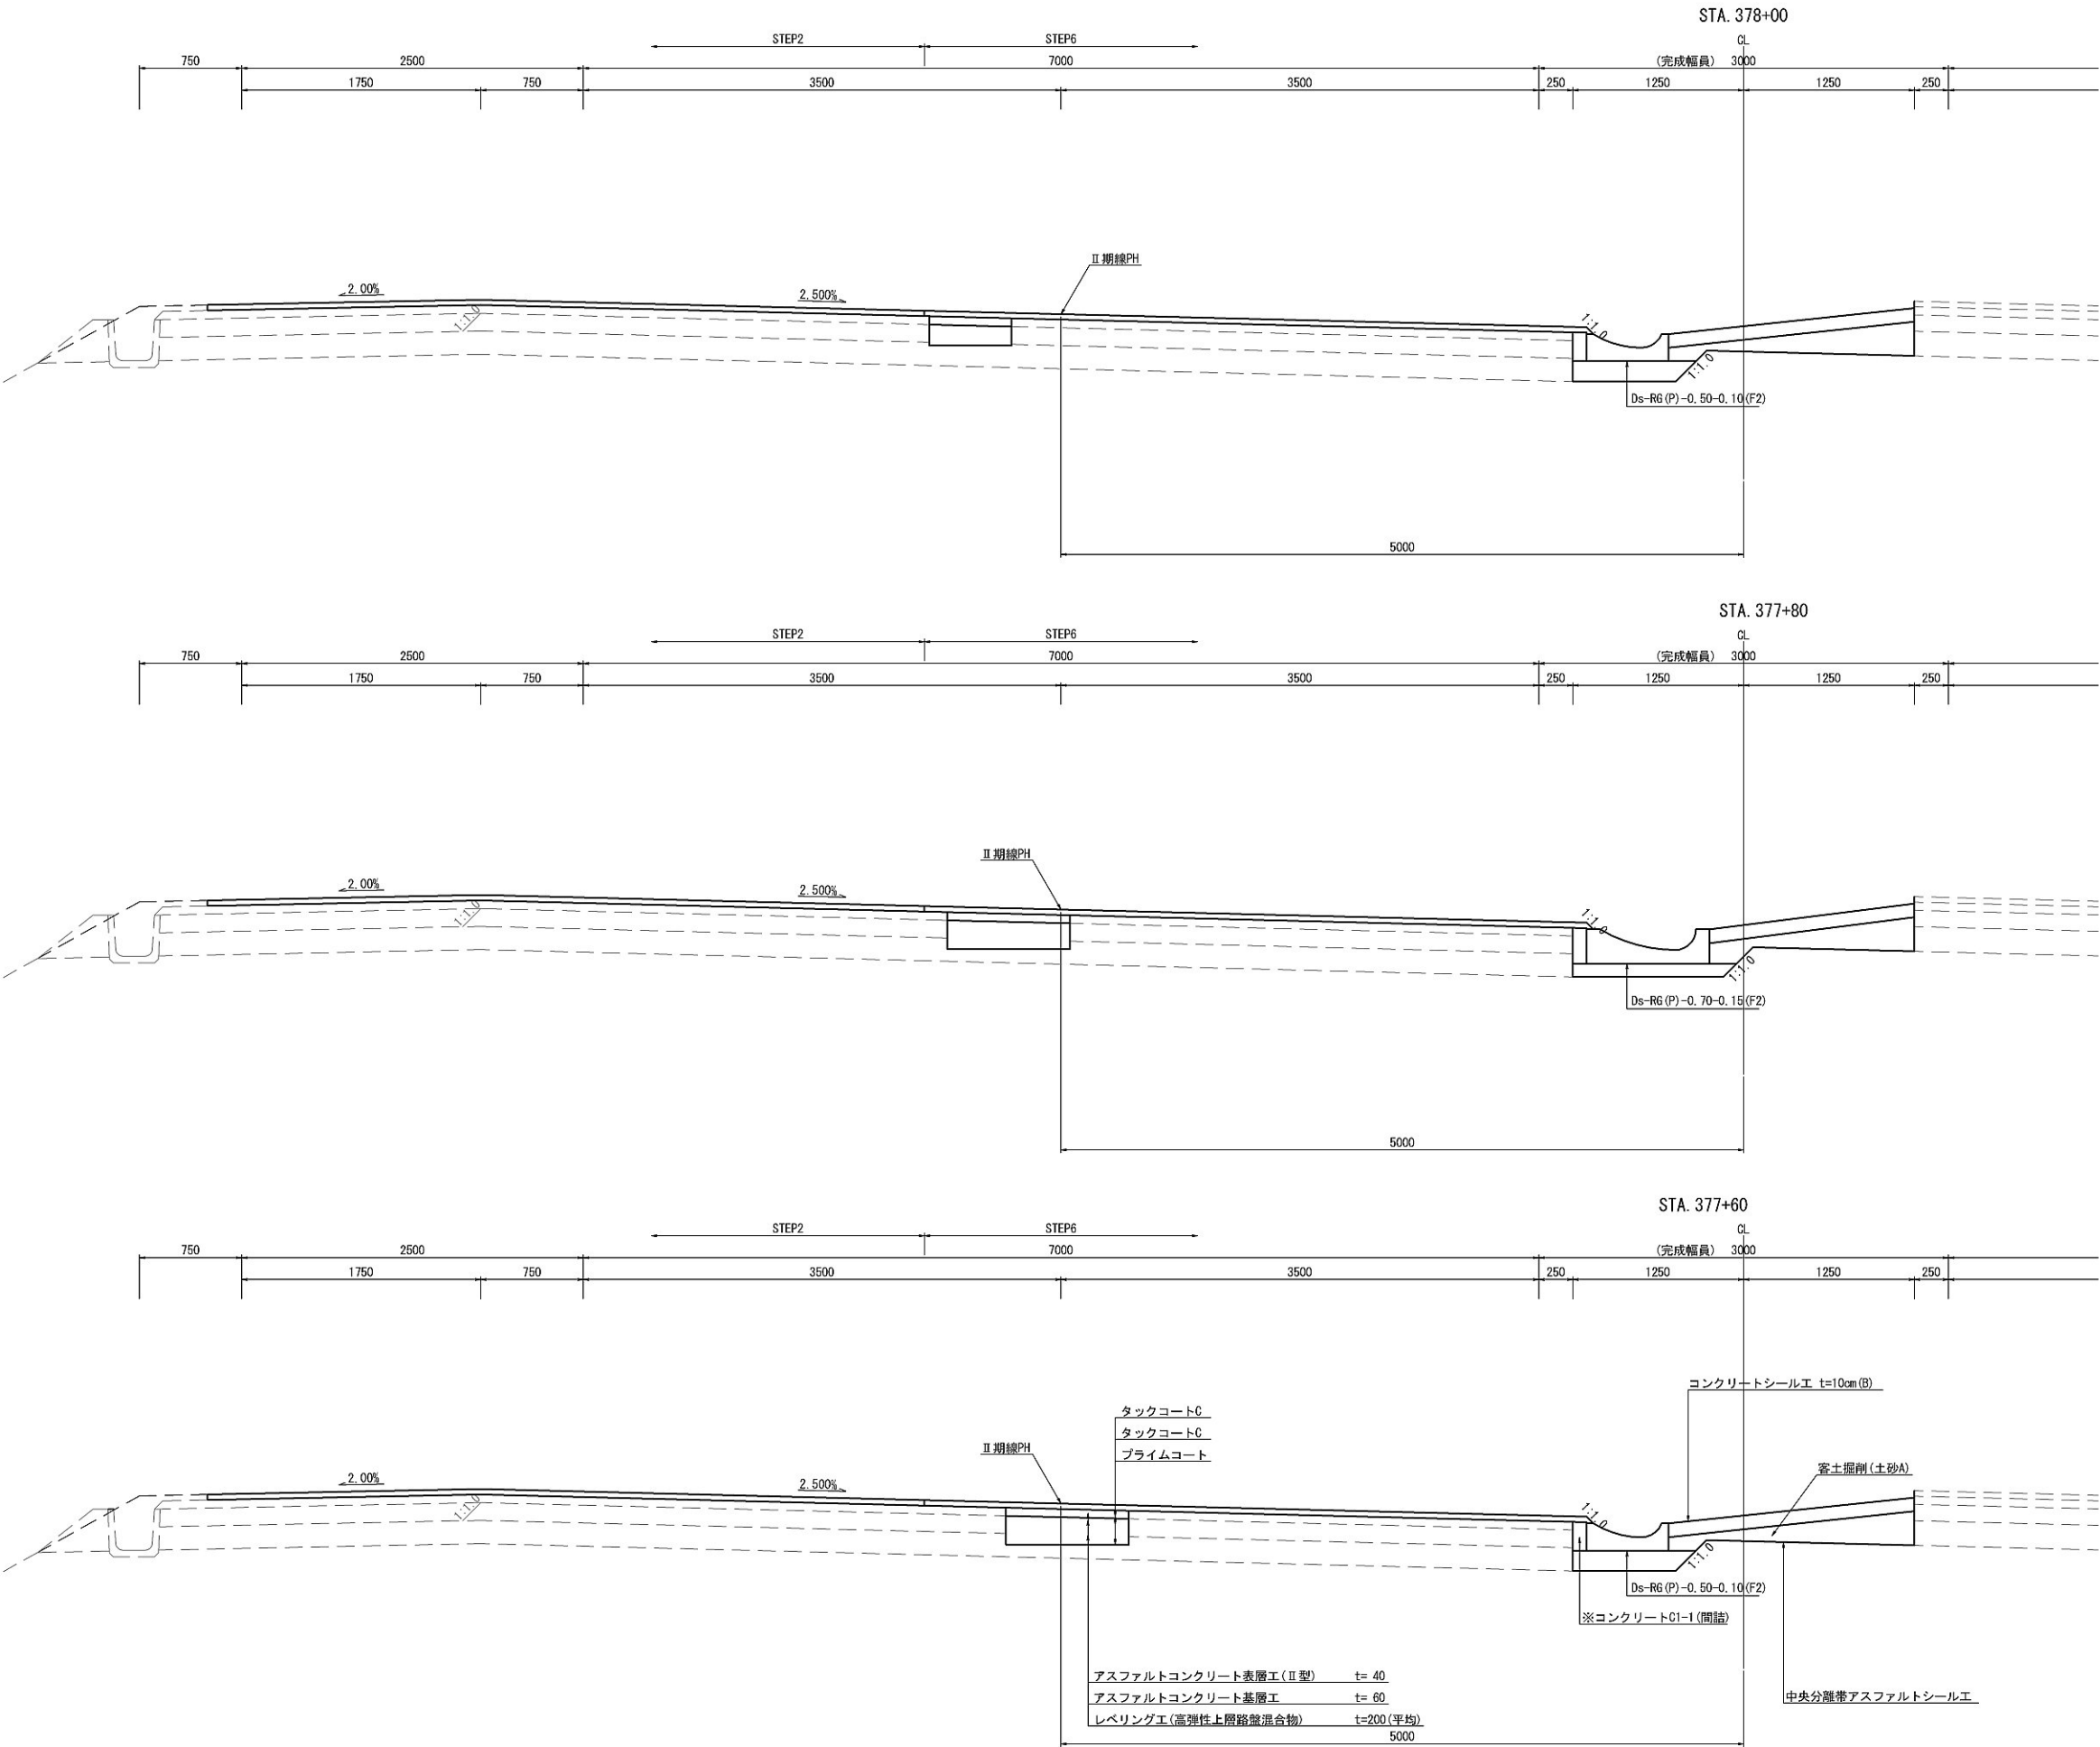 STA. 378+00
STEP2
STEP6
CL
750
2500
7000
(完成幅員) 3000
1750
750
3500
3500
250
1250
1250
250
Ⅱ期線PH
2.00%
2.500%
1:1.0
1:1.0
1:1.0
Ds-RG(P)-0.50-0.10(F2)
5000
STA. 377+80
STEP2
STEP6
CL
750
2500
7000
(完成幅員) 3000
1750
750
3500
3500
250
1250
1250
250
Ⅱ期線PH
2.00%
2.500%
1:1.0
1:1.0
1:1.0
Ds-RG(P)-0.70-0.15(F2)
5000
STA. 377+60
STEP2
STEP6
CL
750
2500
7000
(完成幅員) 3000
1750
750
3500
3500
250
1250
1250
250
コンクリートシール工 t=10cm(B)
タックコートC
タックコートC
プライムコート
Ⅱ期線PH
客土掘削(土砂A)
2.00%
2.500%
1:1.0
1:1.0
1:1.0
Ds-RG(P)-0.50-0.10(F2)
※コンクリートC1-1(間詰)
アスファルトコンクリート表層工(Ⅱ型) t= 40
アスファルトコンクリート基層工 t= 60
レベリング工(高弾性上層路盤混合物) t=200(平均)
中央分離帯アスファルトシール工
5000